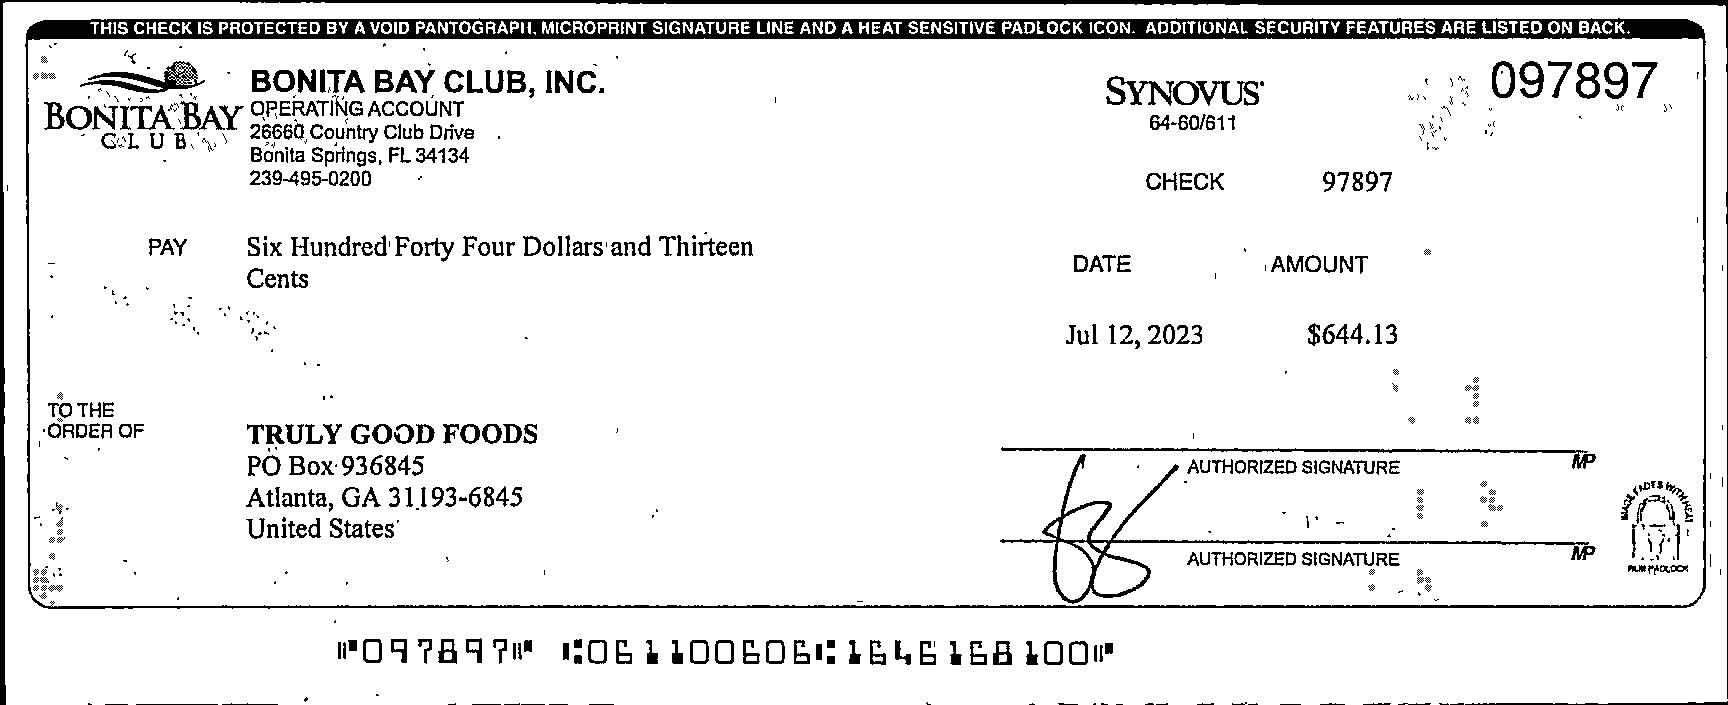 THIS CHECK IS PROTECTED BY A VOID PANTOGRAPH, MICROPRINT SIGNATURE LINE AND A HEAT SENSITIVE PADLOCK ICON. ADDITIONAL SECURITY FEATURES ARE LISTED ON BACK.
BONITA BAY
CLUB
BONITA BAY CLUB, INC.
OPERATING ACCOUNT
26660 Country Club Drive
Bonita Springs, FL 34134
239-495-0200
SYNOVUS
64-60/611
097897
CHECK 97897
PAY Six Hundred Forty Four Dollars and Thirteen
Cents
DATE AMOUNT
Jul 12, 2023 $644.13
TO THE
ORDER OF
TRULY GOOD FOODS
PO Box 936845
Atlanta, GA 31193-6845
United States
AUTHORIZED SIGNATURE MP
AUTHORIZED SIGNATURE MP
IMAGE FADES WITH HEAT
⑈097897⑈ ⑆061100606⑆1646168100⑈